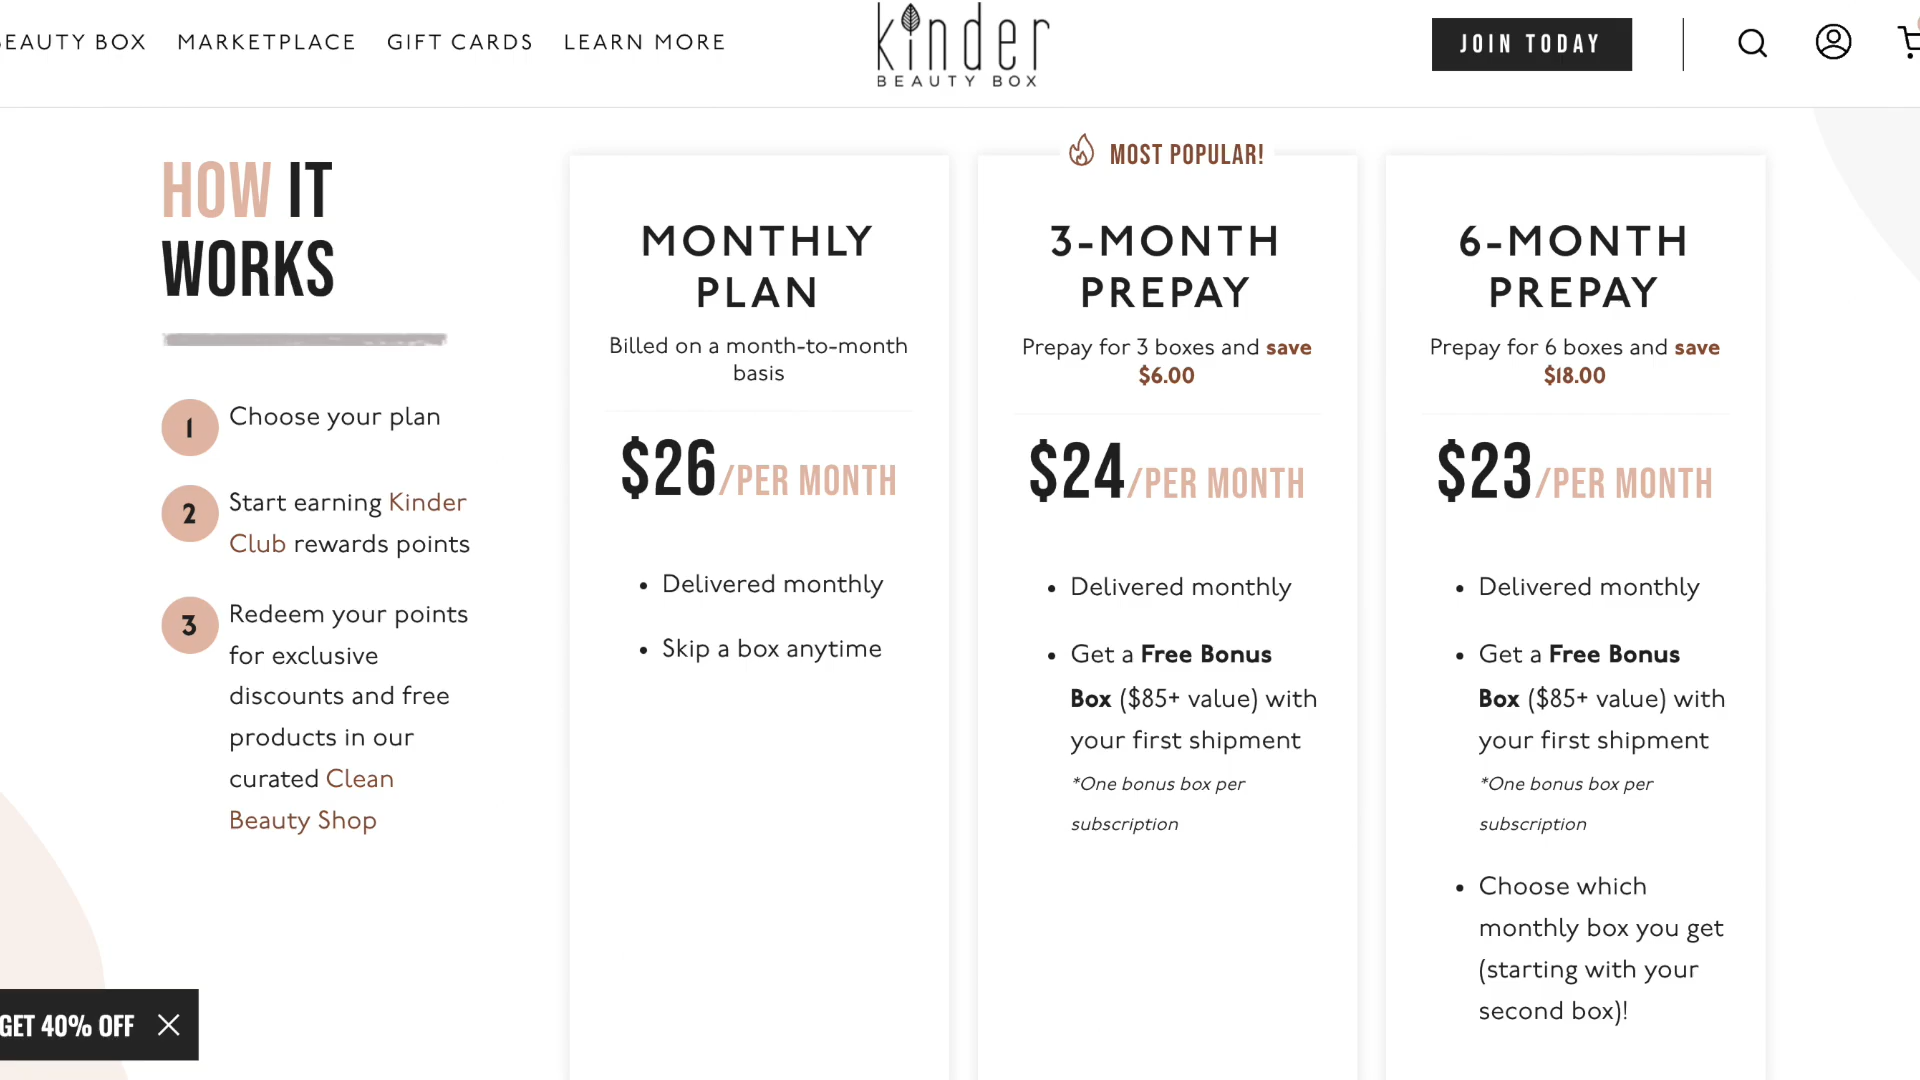 BEAUTY BOX MARKETPLACE GIFT CARDS LEARN MORE
kinder
BEAUTY BOX
JOIN TODAY
HOW IT
WORKS
1 Choose your plan
2 Start earning Kinder
Club rewards points
3 Redeem your points
for exclusive
discounts and free
products in our
curated Clean
Beauty Shop
MONTHLY
PLAN
Billed on a month-to-month
basis
$26/PER MONTH
• Delivered monthly
• Skip a box anytime
MOST POPULAR!
3-MONTH
PREPAY
Prepay for 3 boxes and save
$6.00
$24/PER MONTH
• Delivered monthly
• Get a Free Bonus
Box ($85+ value) with
your first shipment
*One bonus box per
subscription
6-MONTH
PREPAY
Prepay for 6 boxes and save
$18.00
$23/PER MONTH
• Delivered monthly
• Get a Free Bonus
Box ($85+ value) with
your first shipment
*One bonus box per
subscription
• Choose which
monthly box you get
(starting with your
second box)!
GET 40% OFF